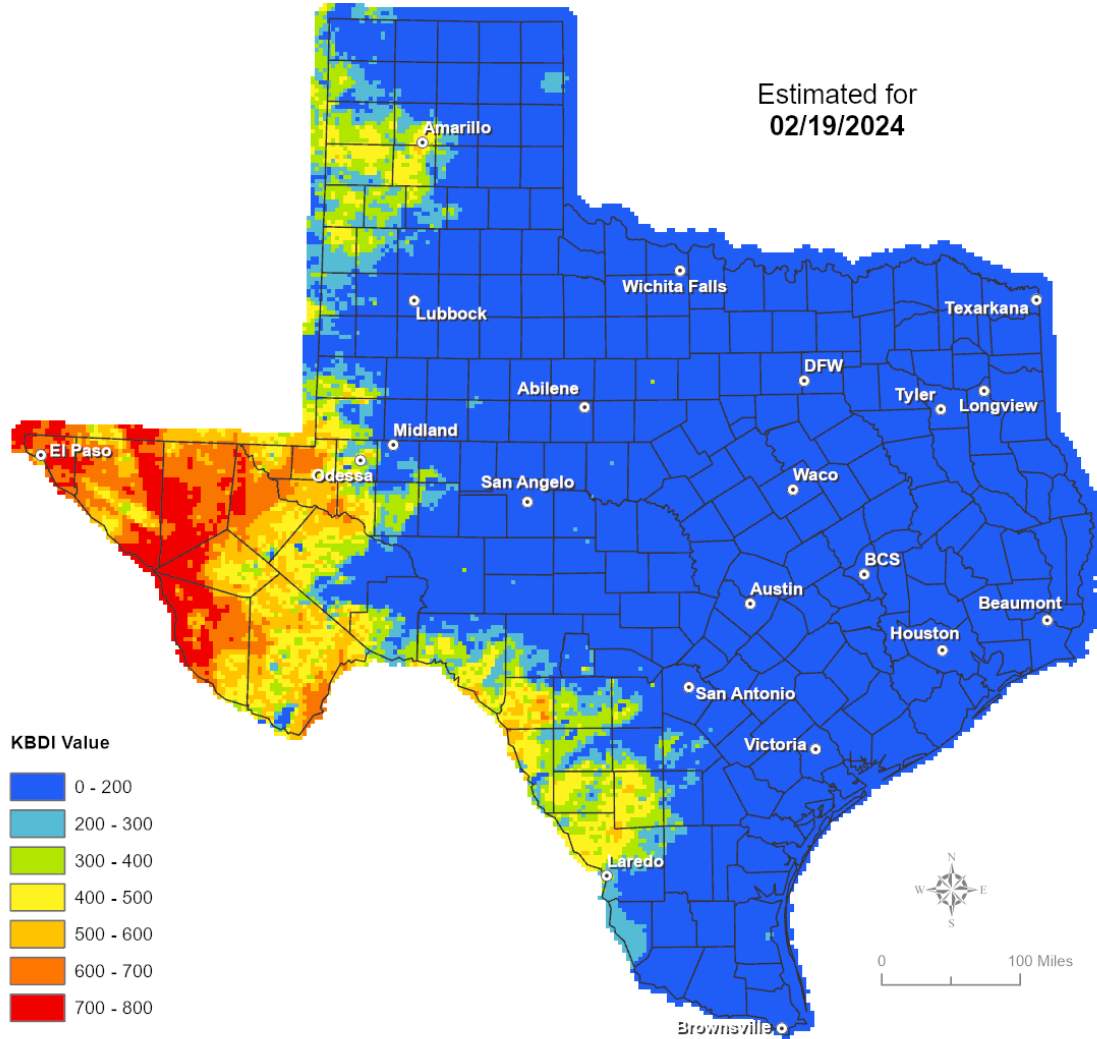 Estimated for
02/19/2024
Amarillo
Wichita Falls
Texarkana
Lubbock
DFW
Abilene
Tyler
Longview
Midland
El Paso
Odessa
San Angelo
Waco
BCS
Austin
Beaumont
Houston
San Antonio
Victoria
KBDI Value
0 - 200
200 - 300
300 - 400
400 - 500
500 - 600
600 - 700
700 - 800
Laredo
N
W E
S
0 100 Miles
Brownsville